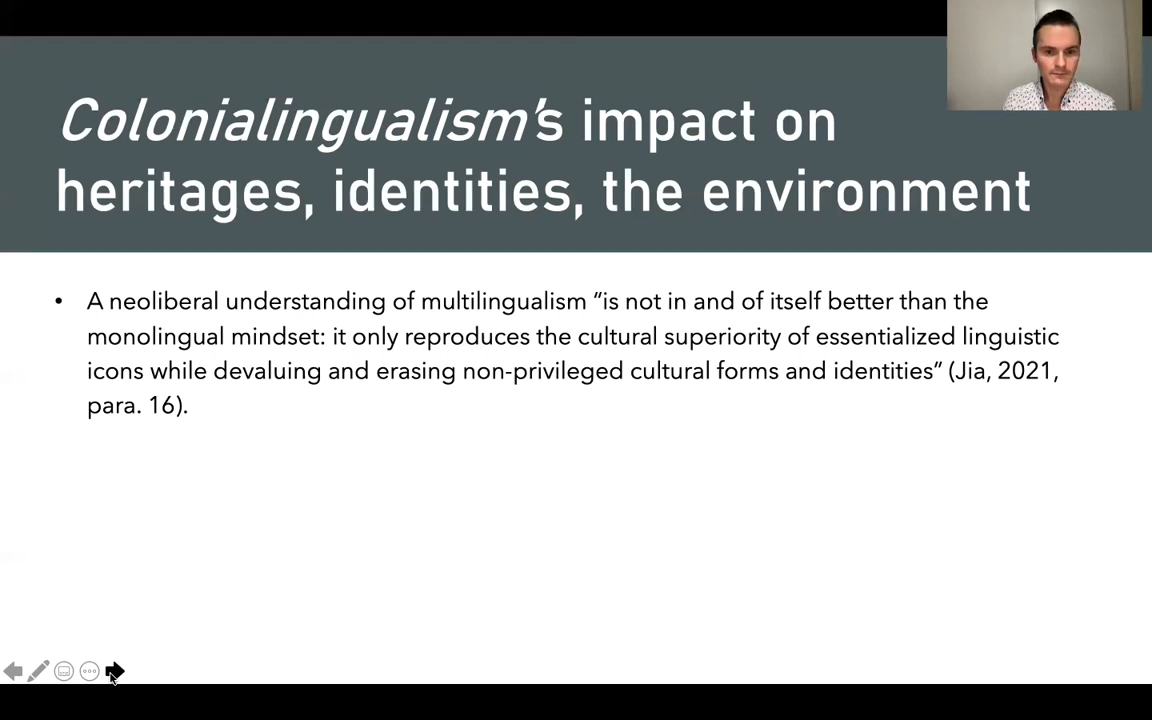 Colonialingualism's impact on
heritages, identities, the environment
• A neoliberal understanding of multilingualism “is not in and of itself better than the
monolingual mindset: it only reproduces the cultural superiority of essentialized linguistic
icons while devaluing and erasing non-privileged cultural forms and identities” (Jia, 2021,
para. 16).